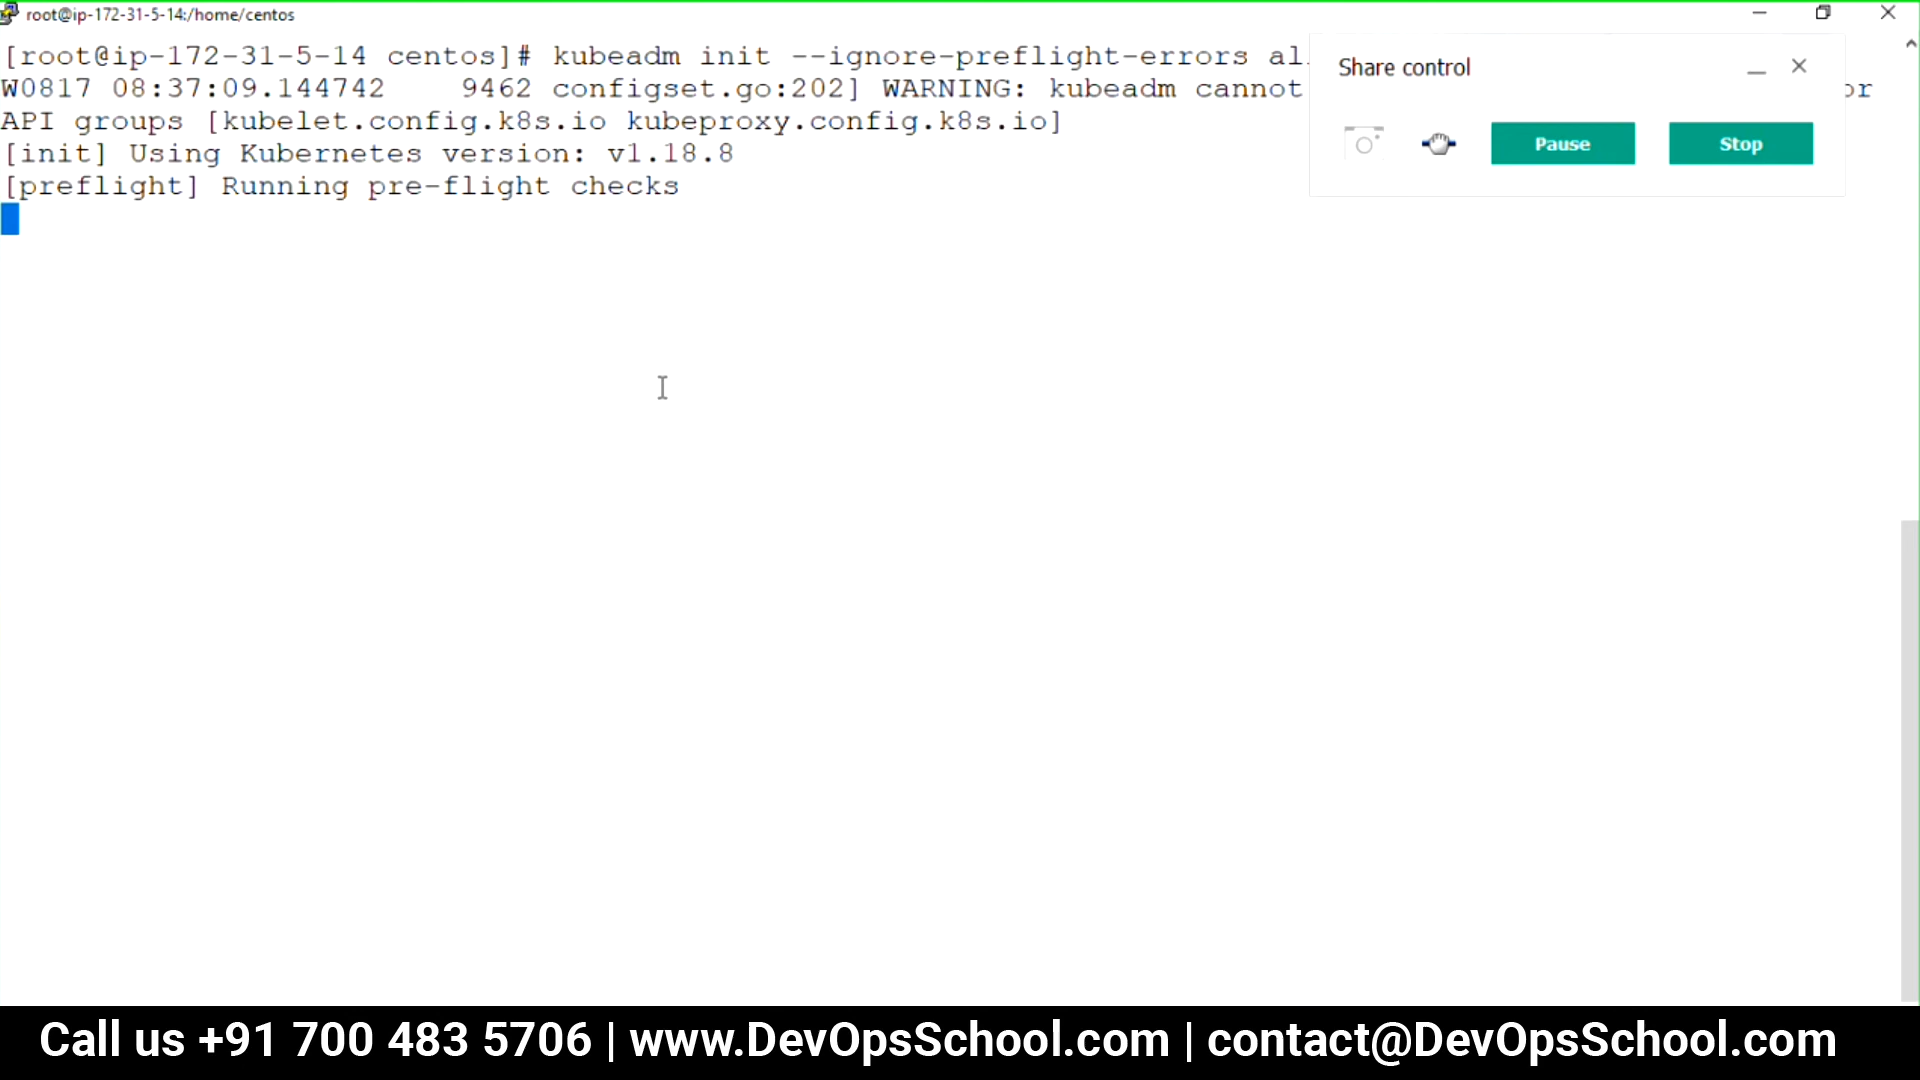 root@ip-172-31-5-14:/home/centos
[root@ip-172-31-5-14 centos]# kubeadm init --ignore-preflight-errors al
W0817 08:37:09.144742    9462 configset.go:202] WARNING: kubeadm cannot or
API groups [kubelet.config.k8s.io kubeproxy.config.k8s.io]
[init] Using Kubernetes version: v1.18.8
[preflight] Running pre-flight checks
Share control
Pause
Stop
Call us +91 700 483 5706 | www.DevOpsSchool.com | contact@DevOpsSchool.com